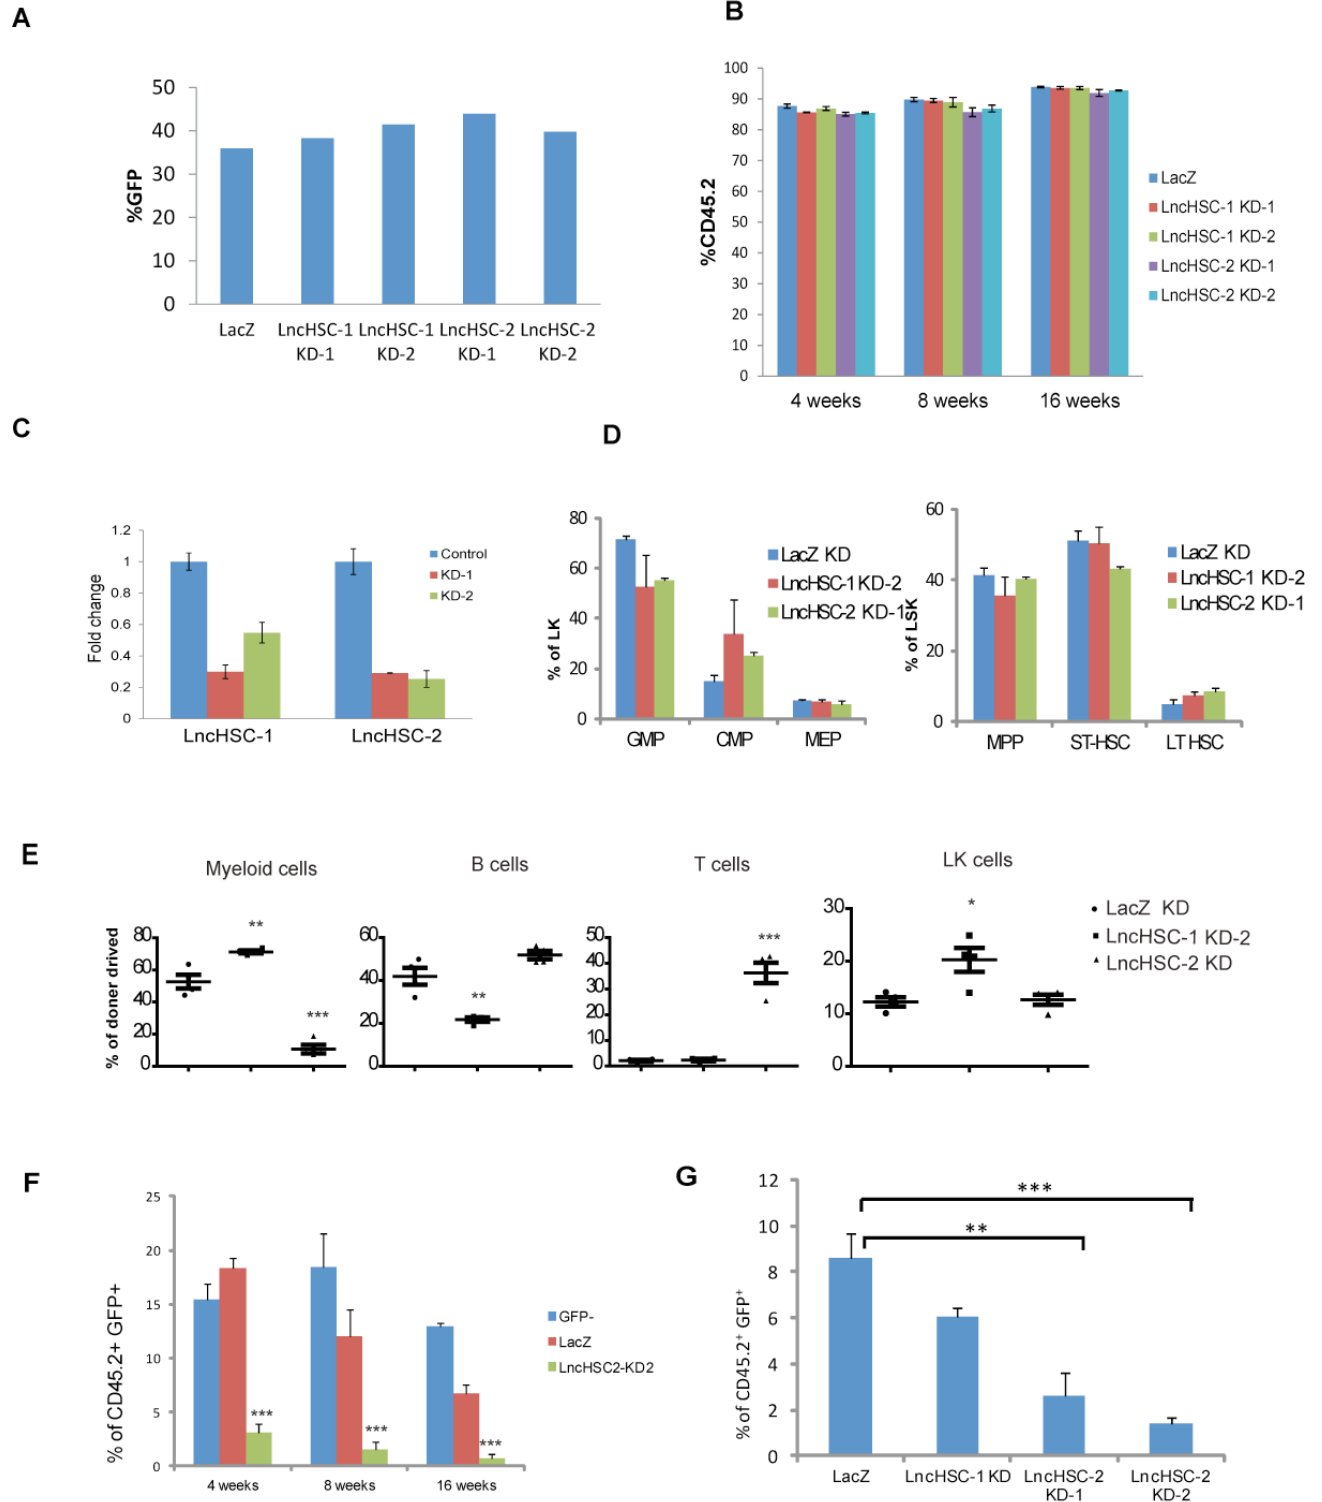 A
%GFP
50
40
30
20
10
0
LacZ
LncHSC-1
KD-1
LncHSC-1
KD-2
LncHSC-2
KD-1
LncHSC-2
KD-2
B
%CD45.2
100
90
80
70
60
50
40
30
20
10
0
4 weeks
8 weeks
16 weeks
LacZ
LncHSC-1 KD-1
LncHSC-1 KD-2
LncHSC-2 KD-1
LncHSC-2 KD-2
C
Fold change
1.2
1
0.8
0.6
0.4
0.2
0
LncHSC-1
LncHSC-2
Control
KD-1
KD-2
D
% of LK
80
60
40
20
0
GMP
CMP
MEP
LacZ KD
LncHSC-1 KD-2
LncHSC-2 KD-1
% of LSK
60
40
20
0
MPP
ST-HSC
LT HSC
LacZ KD
LncHSC-1 KD-2
LncHSC-2 KD-1
E
% of doner drived
Myeloid cells
80
60
40
20
0
**
***
B cells
60
40
20
0
**
T cells
50
40
30
20
10
0
***
LK cells
30
20
10
0
*
LacZ KD
LncHSC-1 KD-2
LncHSC-2 KD
F
% of CD45.2+ GFP+
25
20
15
10
5
0
***
***
***
4 weeks
8 weeks
16 weeks
GFP-
LacZ
LncHSC2-KD2
G
% of CD45.2+ GFP+
12
10
8
6
4
2
0
***
**
LacZ
LncHSC-1 KD
LncHSC-2
KD-1
LncHSC-2
KD-2